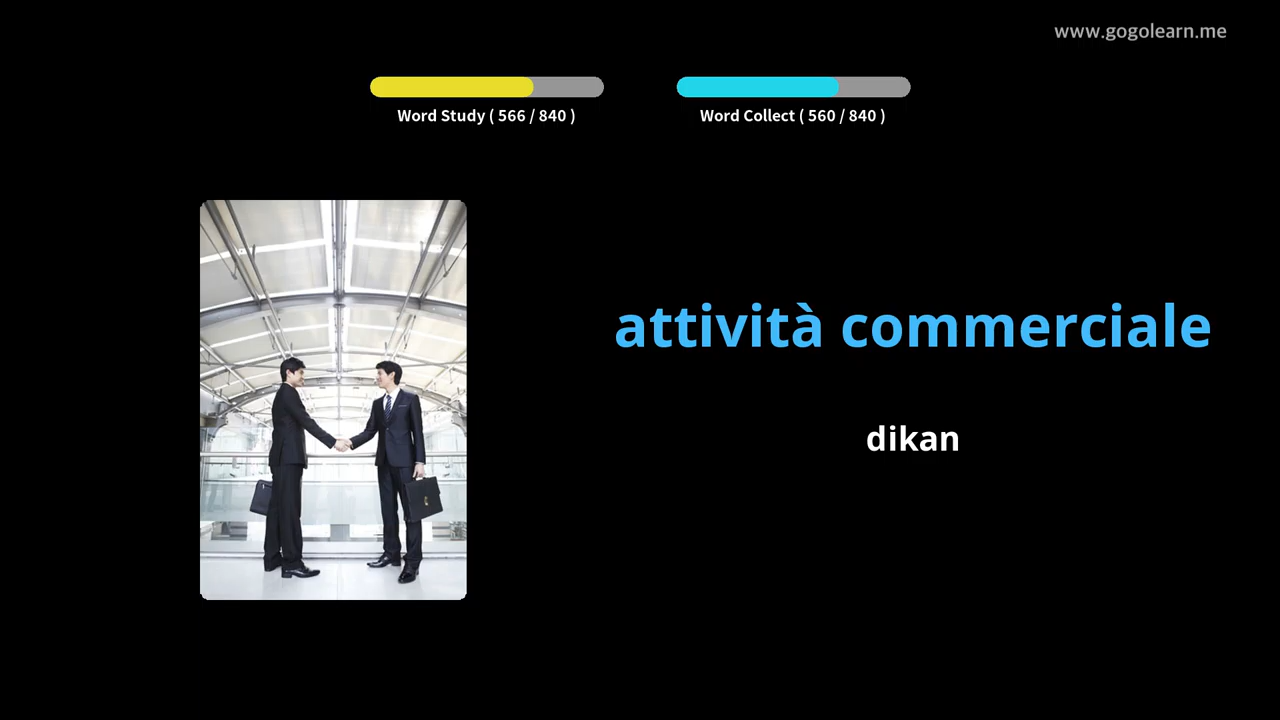 www.gogolearn.me
Word Study ( 566 / 840 )
Word Collect ( 560 / 840 )
attività commerciale
dikan